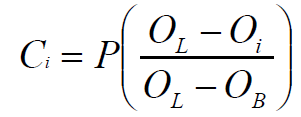 C_i = P((O_L − O_i)/(O_L − O_B))